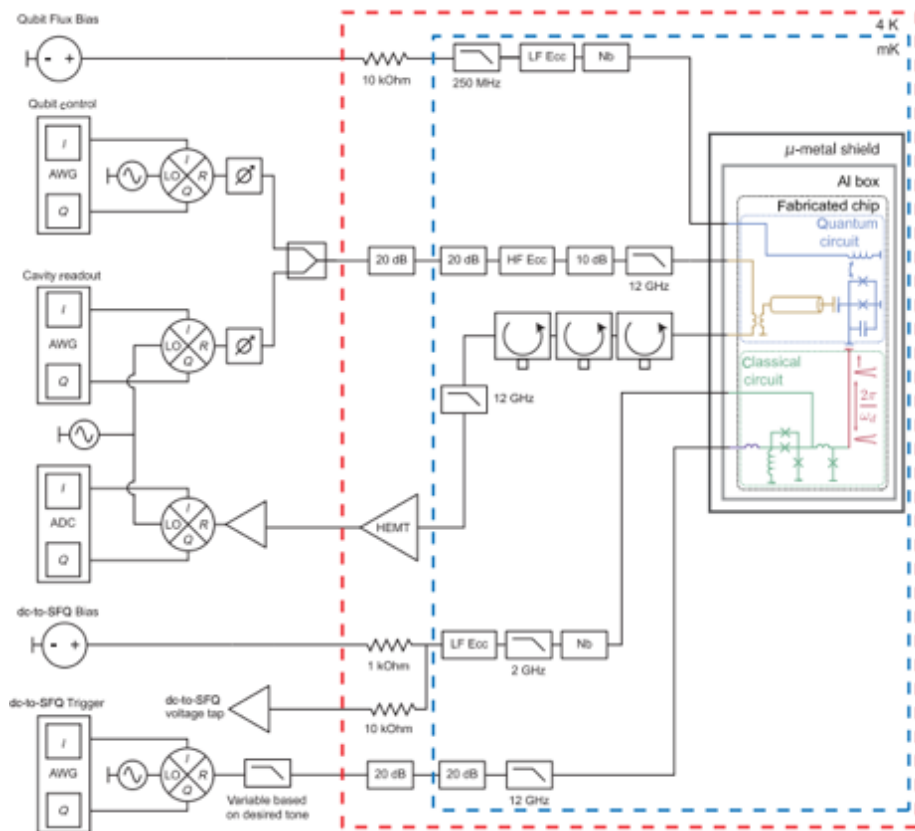 Qubit Flux Bias
4 K
mK
- +
10 kOhm
250 MHz
LF Ecc
Nb
Qubit control
I
AWG
Q
LO
I
R
Q
μ-metal shield
Al box
Fabricated chip
Quantum
circuit
20 dB
20 dB
HF Ecc
10 dB
12 GHz
Cavity readout
I
AWG
Q
LO
I
R
Q
12 GHz
Classical
circuit
2π
ω_d
I
ADC
Q
LO
I
R
Q
HEMT
dc-to-SFQ Bias
- +
1 kOhm
LF Ecc
2 GHz
Nb
dc-to-SFQ
voltage tap
10 kOhm
dc-to-SFQ Trigger
I
AWG
Q
LO
I
R
Q
Variable based
on desired tone
20 dB
20 dB
12 GHz